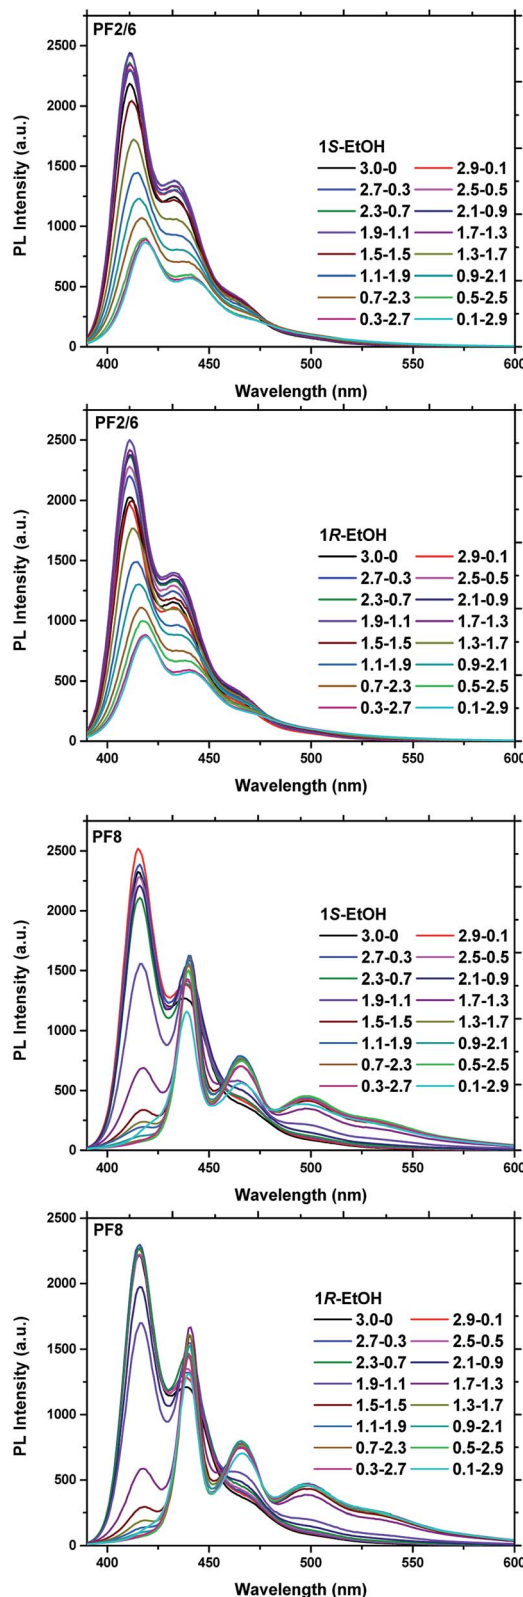 PF2/6
2500
2000
1500
1000
500
0
PL Intensity (a.u.)
1S-EtOH
3.0-0 2.9-0.1
2.7-0.3 2.5-0.5
2.3-0.7 2.1-0.9
1.9-1.1 1.7-1.3
1.5-1.5 1.3-1.7
1.1-1.9 0.9-2.1
0.7-2.3 0.5-2.5
0.3-2.7 0.1-2.9
400 450 500 550 600
Wavelength (nm)
PF2/6
2500
2000
1500
1000
500
0
PL Intensity (a.u.)
1R-EtOH
3.0-0 2.9-0.1
2.7-0.3 2.5-0.5
2.3-0.7 2.1-0.9
1.9-1.1 1.7-1.3
1.5-1.5 1.3-1.7
1.1-1.9 0.9-2.1
0.7-2.3 0.5-2.5
0.3-2.7 0.1-2.9
400 450 500 550 600
Wavelength (nm)
PF8
2500
2000
1500
1000
500
0
PL Intensity (a.u.)
1S-EtOH
3.0-0 2.9-0.1
2.7-0.3 2.5-0.5
2.3-0.7 2.1-0.9
1.9-1.1 1.7-1.3
1.5-1.5 1.3-1.7
1.1-1.9 0.9-2.1
0.7-2.3 0.5-2.5
0.3-2.7 0.1-2.9
400 450 500 550 600
Wavelength (nm)
PF8
2500
2000
1500
1000
500
0
PL Intensity (a.u.)
1R-EtOH
3.0-0 2.9-0.1
2.7-0.3 2.5-0.5
2.3-0.7 2.1-0.9
1.9-1.1 1.7-1.3
1.5-1.5 1.3-1.7
1.1-1.9 0.9-2.1
0.7-2.3 0.5-2.5
0.3-2.7 0.1-2.9
400 450 500 550 600
Wavelength (nm)